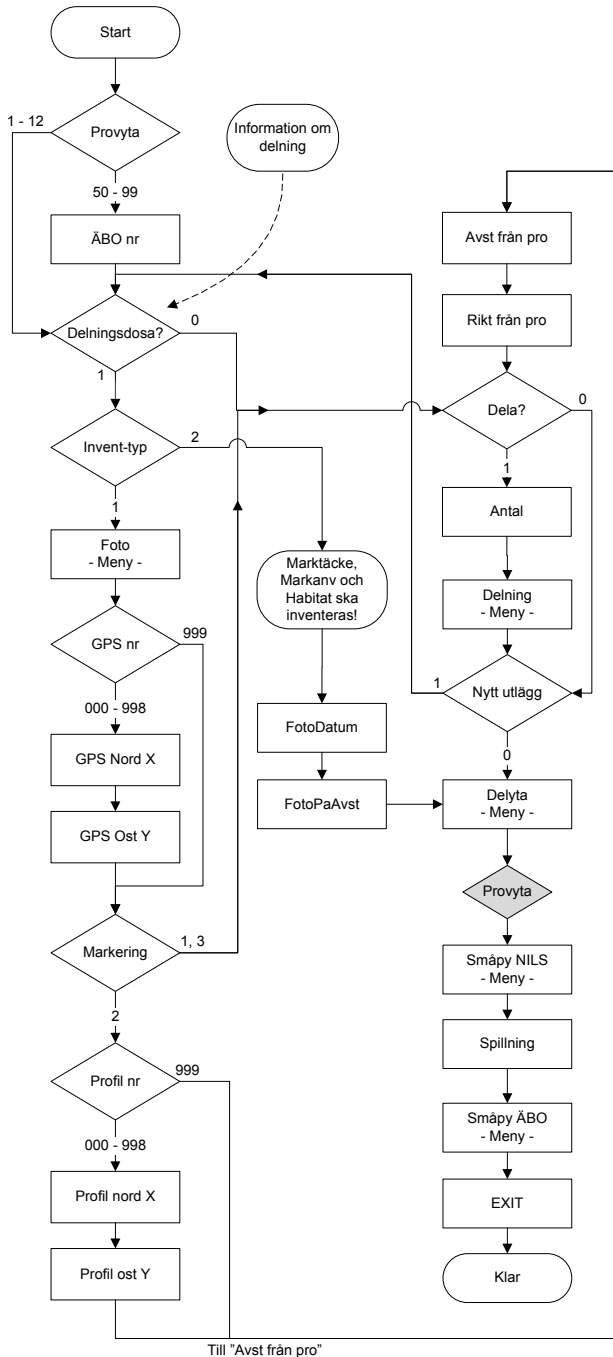 Start
Provyta
1 - 12
50 - 99
ÄBO nr
Information om
delning
Delningsdosa?
0
1
Invent-typ
2
1
Foto
- Meny -
GPS nr
999
000 - 998
GPS Nord X
GPS Ost Y
Markering
1, 3
2
Profil nr
999
000 - 998
Profil nord X
Profil ost Y
Till "Avst från pro"
Marktäcke,
Markanv och
Habitat ska
inventeras!
FotoDatum
FotoPaAvst
Avst från pro
Rikt från pro
Dela?
0
1
Antal
Delning
- Meny -
Nytt utlägg
1
0
Delyta
- Meny -
Provyta
Småpy NILS
- Meny -
Spillning
Småpy ÄBO
- Meny -
EXIT
Klar